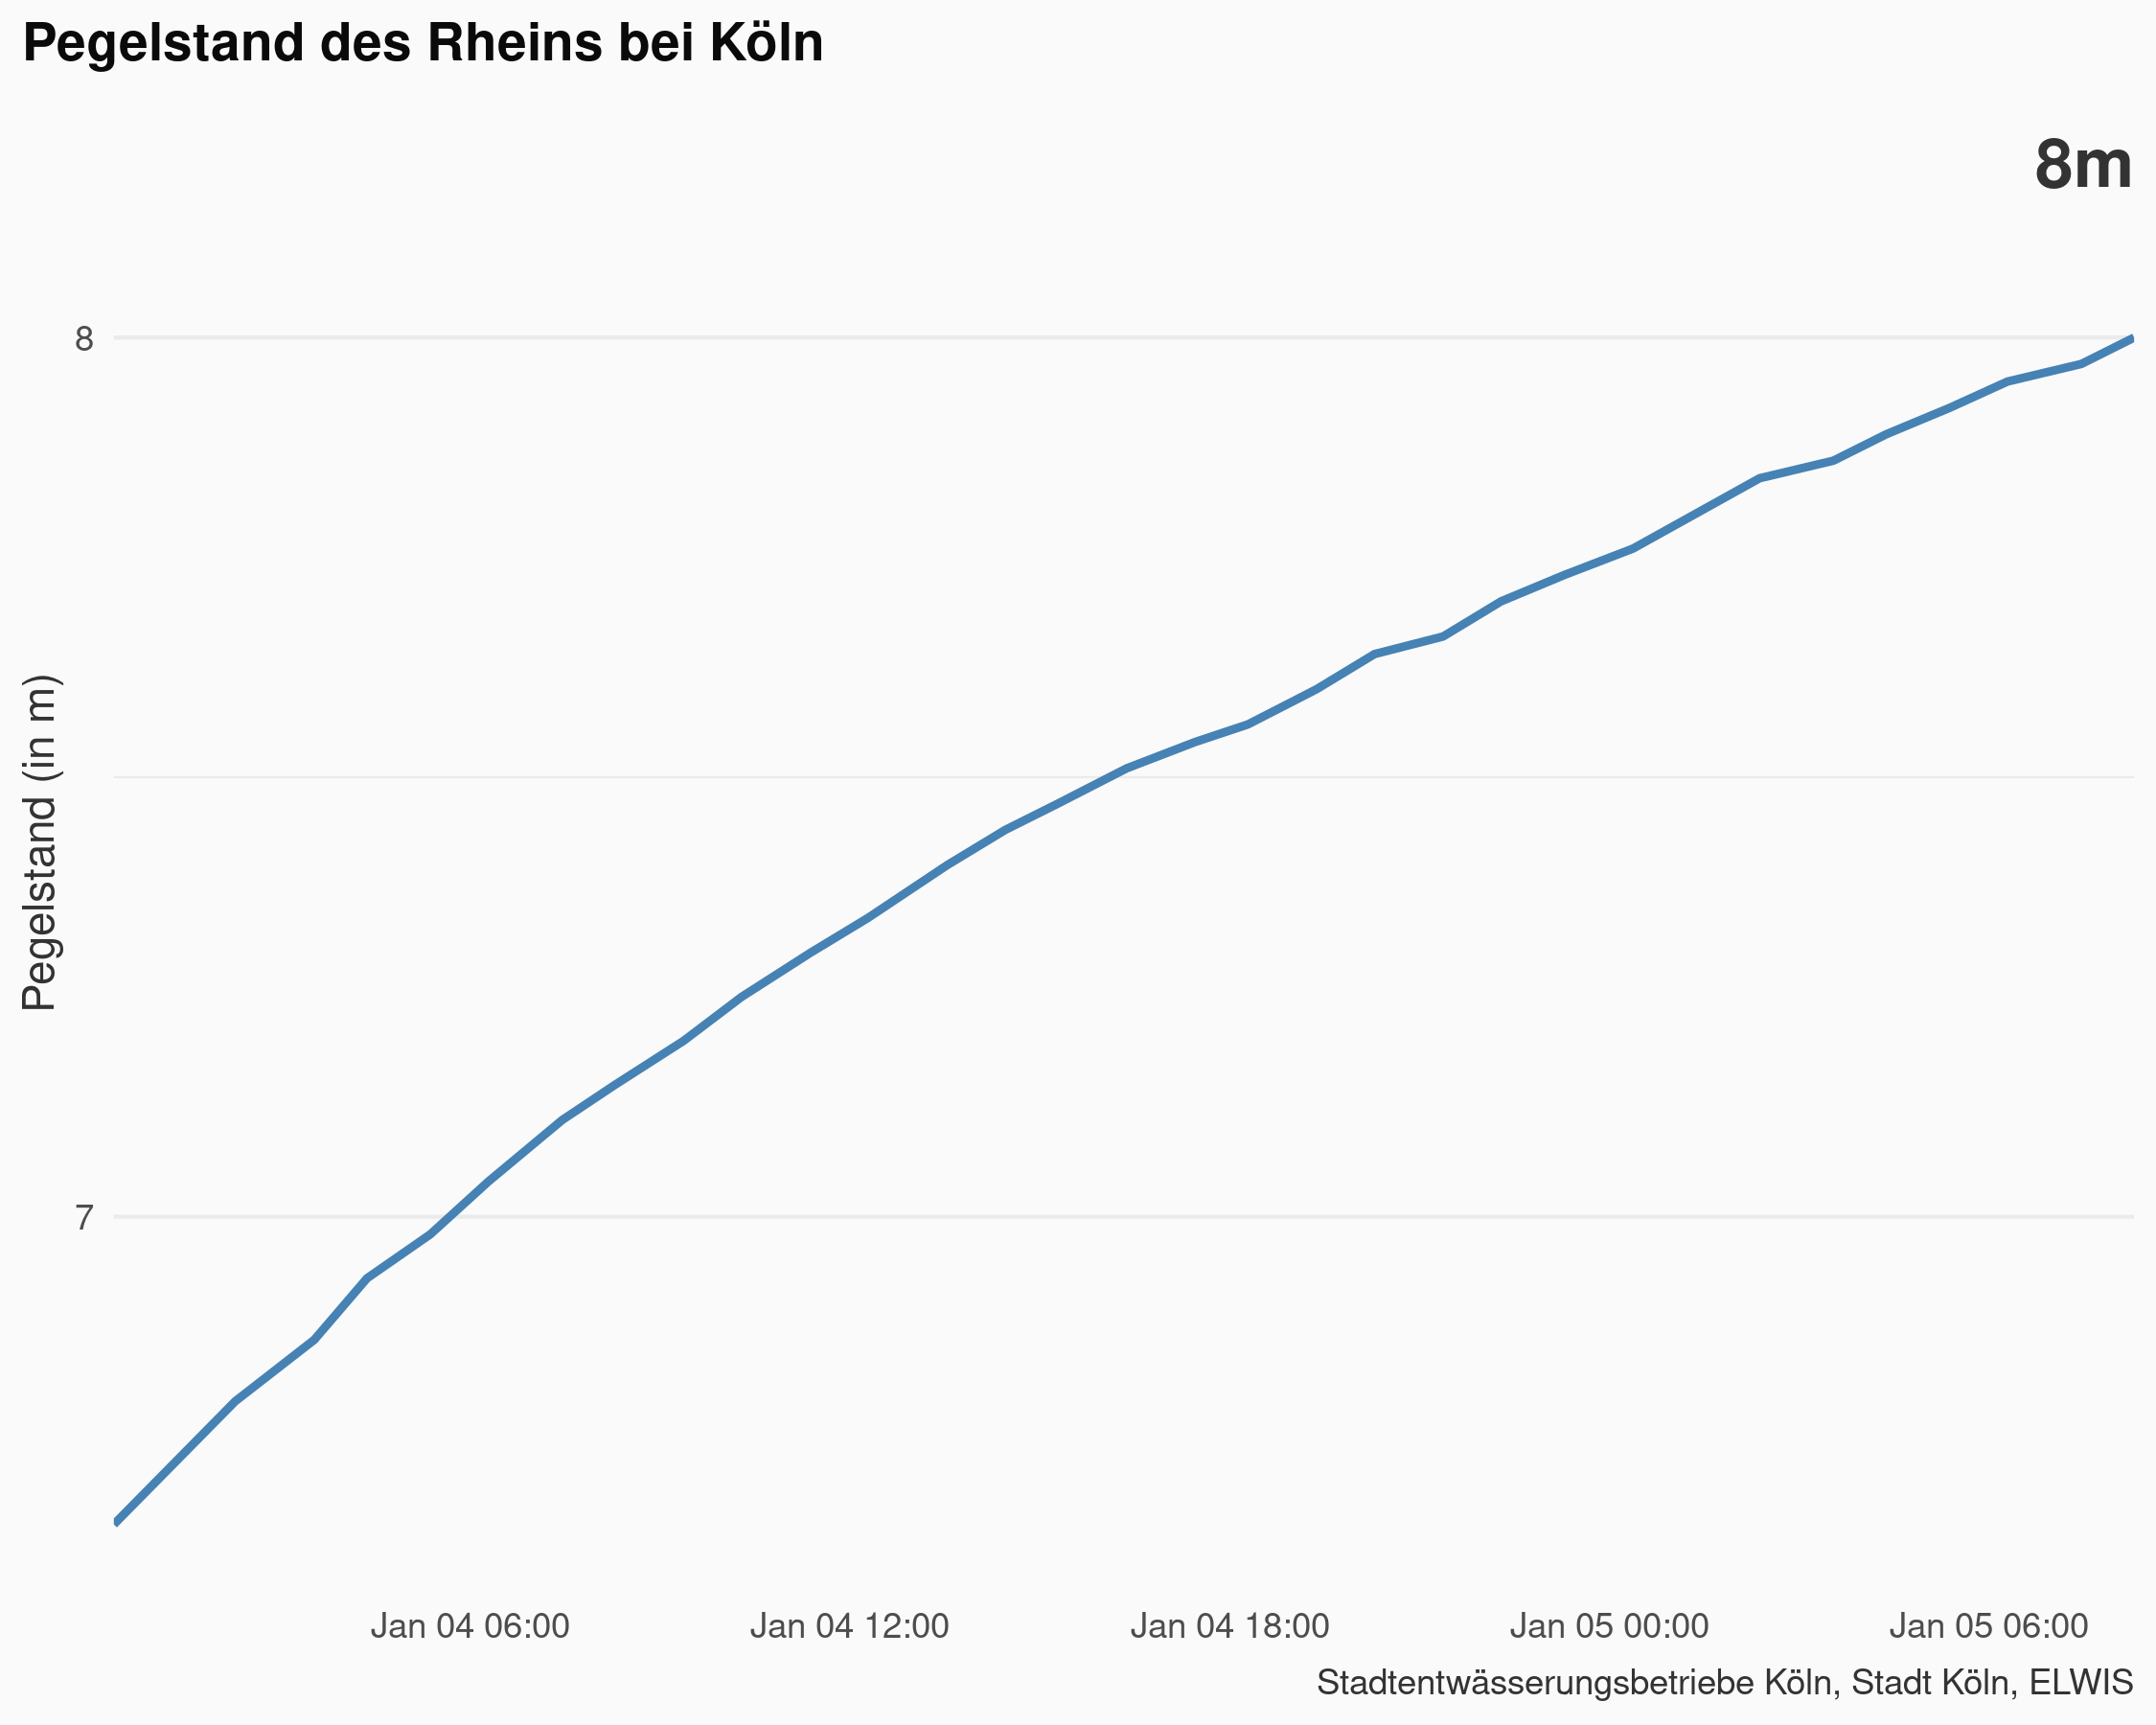 Pegelstand des Rheins bei Köln
8m
8
Pegelstand (in m)
7
Jan 04 06:00 Jan 04 12:00 Jan 04 18:00 Jan 05 00:00 Jan 05 06:00
Stadtentwässerungsbetriebe Köln, Stadt Köln, ELWIS